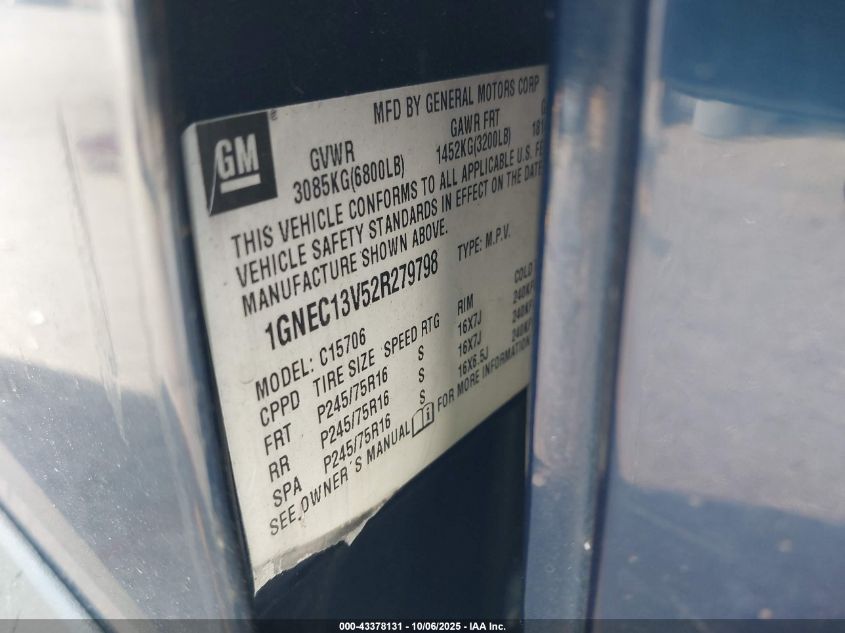 GM
MFD BY GENERAL MOTORS CORP
GVWR GAWR FRT
3085KG(6800LB) 1452KG(3200LB)
THIS VEHICLE CONFORMS TO ALL APPLICABLE U.S.
VEHICLE SAFETY STANDARDS IN EFFECT ON THE DATE
MANUFACTURE SHOWN ABOVE.
1GNEC13V52R279798 TYPE: M.P.V.
MODEL: C15706
CPPD TIRE SIZE SPEED RTG RIM COLD
FRT P245/75R16 S 16X7J
RR P245/75R16 S 16X7J
SPA P245/75R16 S 16X6.5J
SEE OWNER'S MANUAL FOR MORE INFORMATION
000-43378131 - 10/06/2025 - IAA Inc.